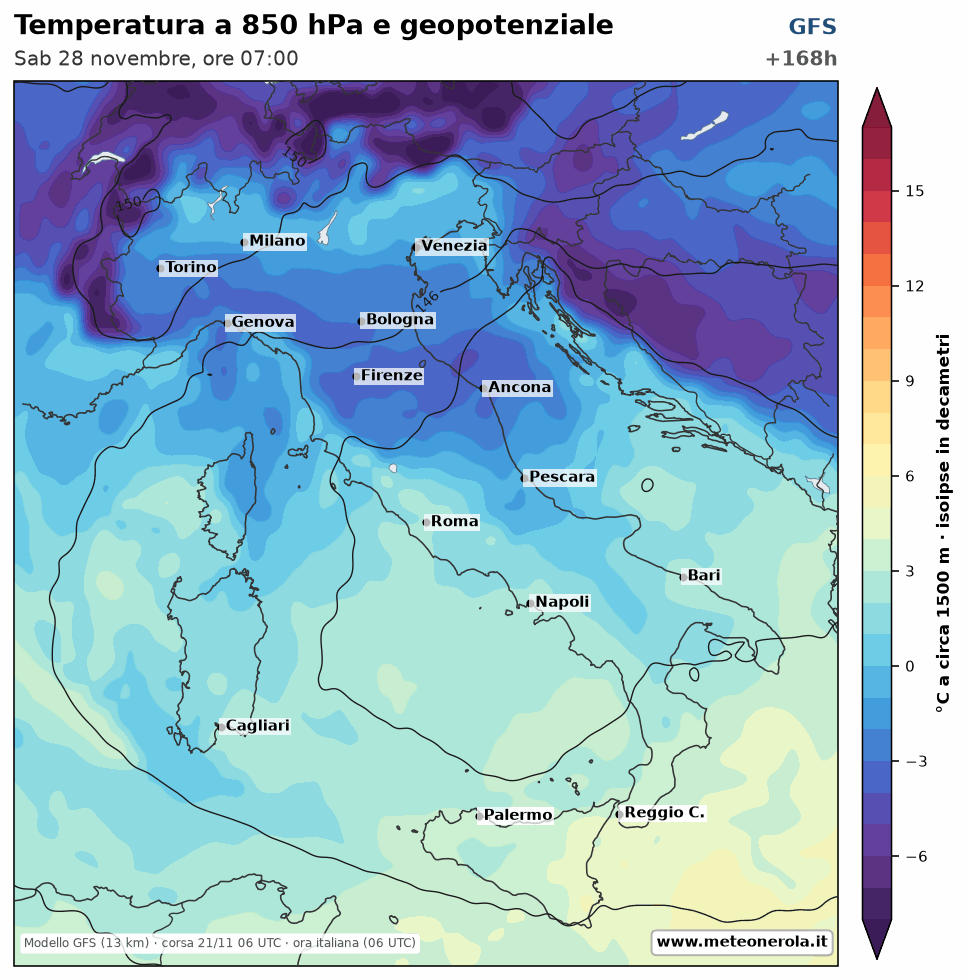 Temperatura a 850 hPa e geopotenziale
GFS
Sab 28 novembre, ore 07:00
+168h
150
150
Milano
Venezia
Torino
146
Genova
Bologna
Firenze
Ancona
Pescara
Roma
Bari
Napoli
Cagliari
Palermo
Reggio C.
15
12
9
6
3
0
−3
−6
°C a circa 1500 m · isoipse in decametri
Modello GFS (13 km) · corsa 21/11 06 UTC · ora italiana (06 UTC)
www.meteonerola.it